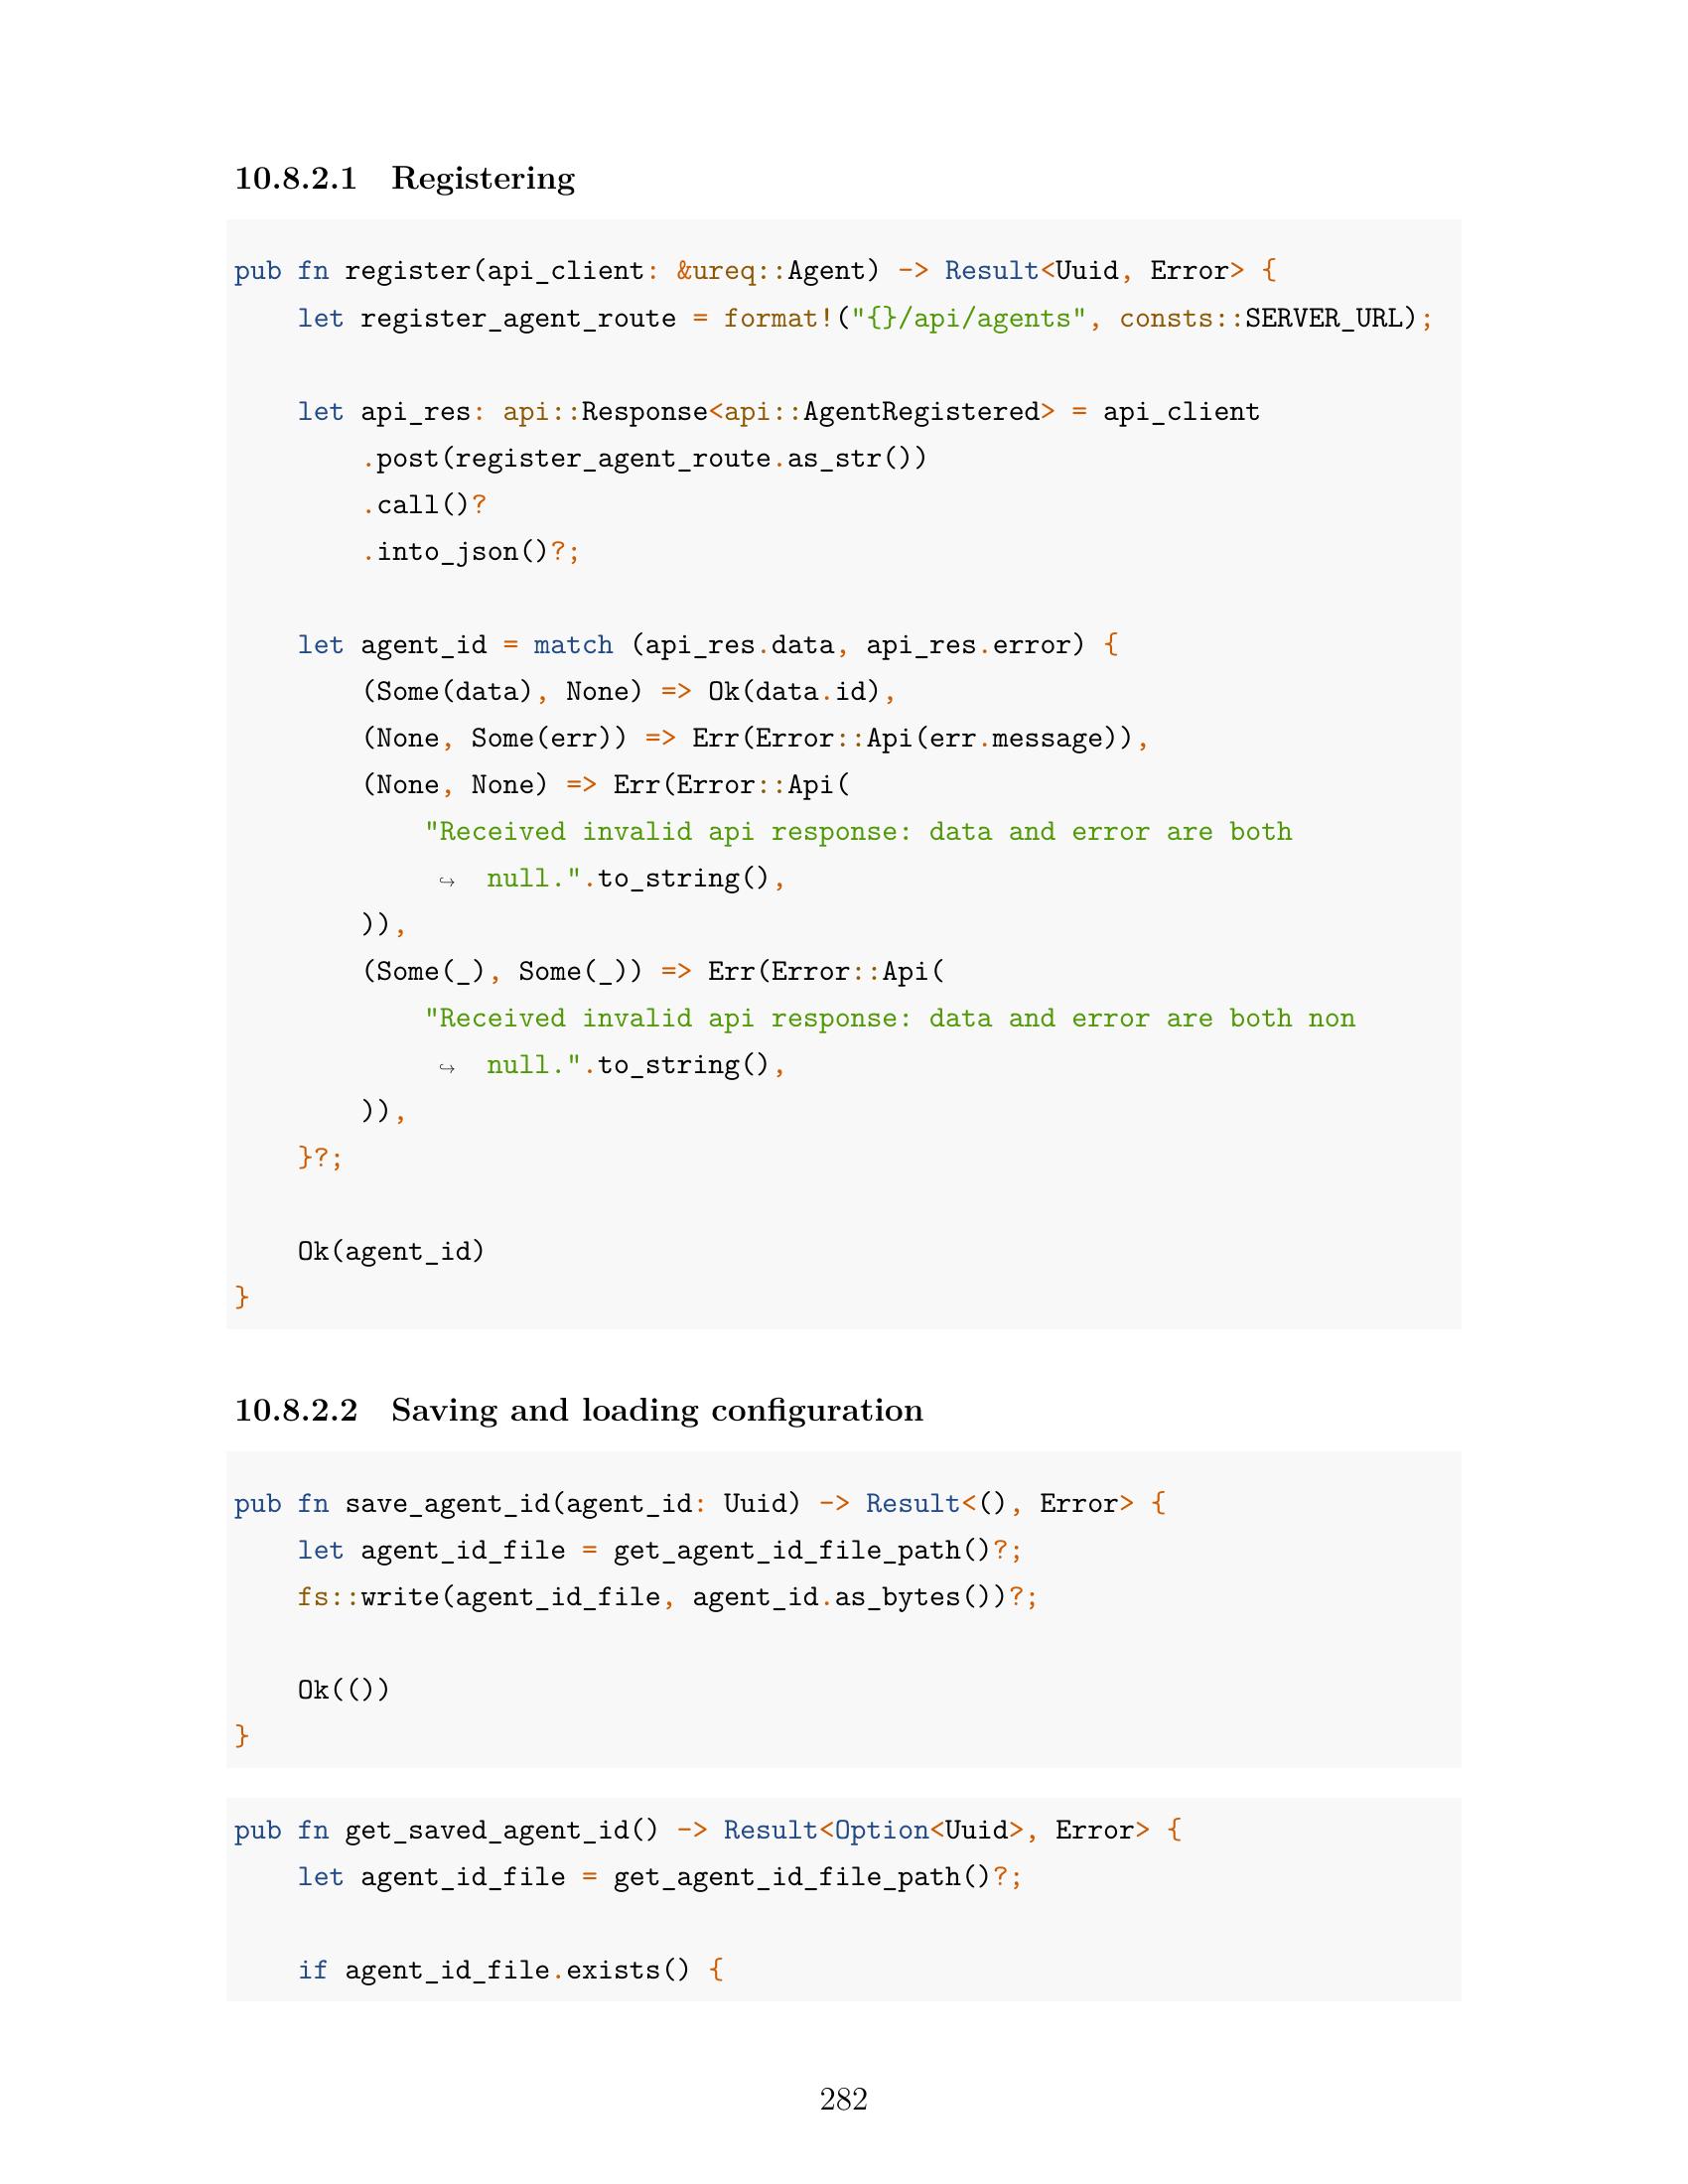 10.8.2.1 Registering
pub fn register(api_client: &ureq::Agent) -> Result<Uuid, Error> {
    let register_agent_route = format!("{}/api/agents", consts::SERVER_URL);

    let api_res: api::Response<api::AgentRegistered> = api_client
        .post(register_agent_route.as_str())
        .call()?
        .into_json()?;

    let agent_id = match (api_res.data, api_res.error) {
        (Some(data), None) => Ok(data.id),
        (None, Some(err)) => Err(Error::Api(err.message)),
        (None, None) => Err(Error::Api(
            "Received invalid api response: data and error are both
            ↪ null.".to_string(),
        )),
        (Some(_), Some(_)) => Err(Error::Api(
            "Received invalid api response: data and error are both non
            ↪ null.".to_string(),
        )),
    }?;

    Ok(agent_id)
}
10.8.2.2 Saving and loading configuration
pub fn save_agent_id(agent_id: Uuid) -> Result<(), Error> {
    let agent_id_file = get_agent_id_file_path()?;
    fs::write(agent_id_file, agent_id.as_bytes())?;

    Ok(())
}
pub fn get_saved_agent_id() -> Result<Option<Uuid>, Error> {
    let agent_id_file = get_agent_id_file_path()?;

    if agent_id_file.exists() {
282